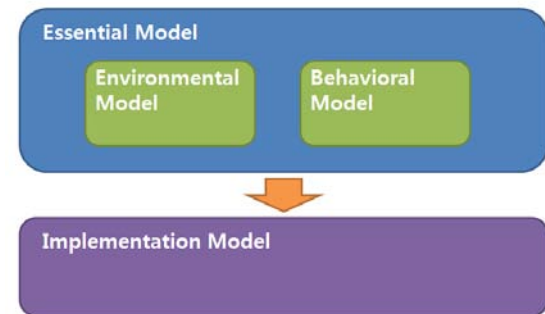 Essential Model
Environmental
Model
Behavioral
Model
Implementation Model